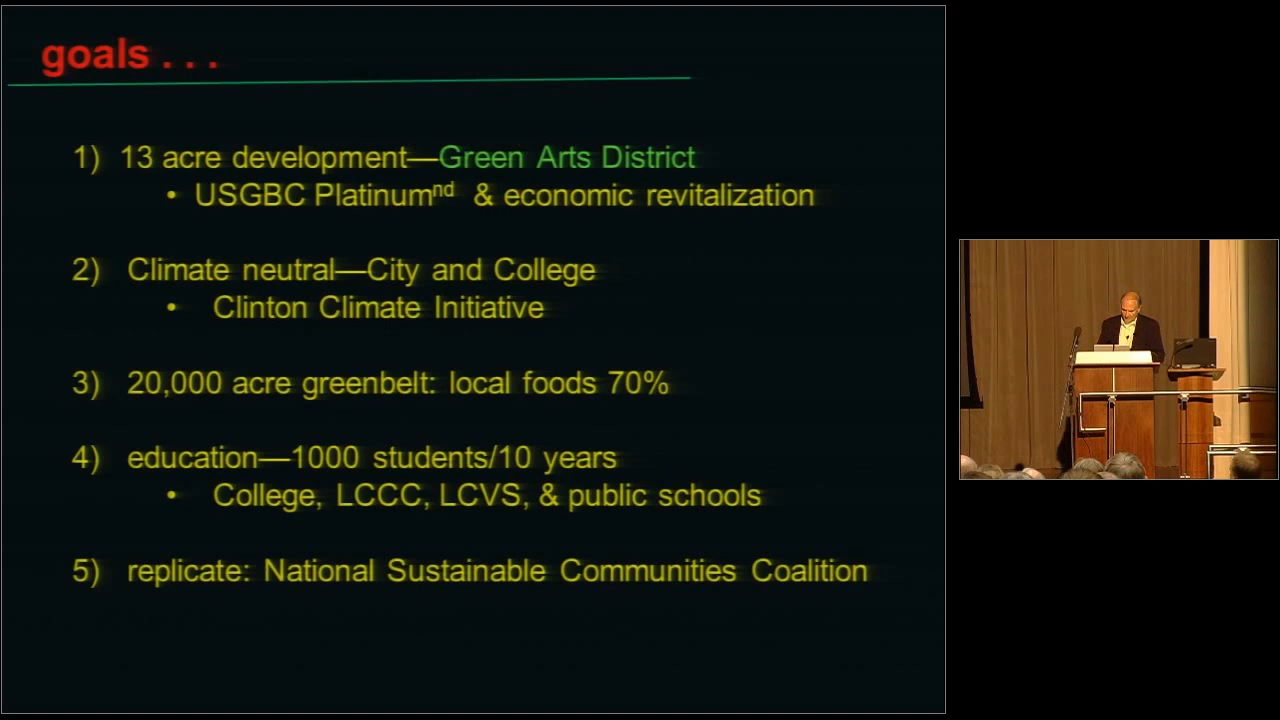 goals . . .
1) 13 acre development—Green Arts District
• USGBC Platinumnd & economic revitalization
2) Climate neutral—City and College
• Clinton Climate Initiative
3) 20,000 acre greenbelt: local foods 70%
4) education—1000 students/10 years
• College, LCCC, LCVS, & public schools
5) replicate: National Sustainable Communities Coalition